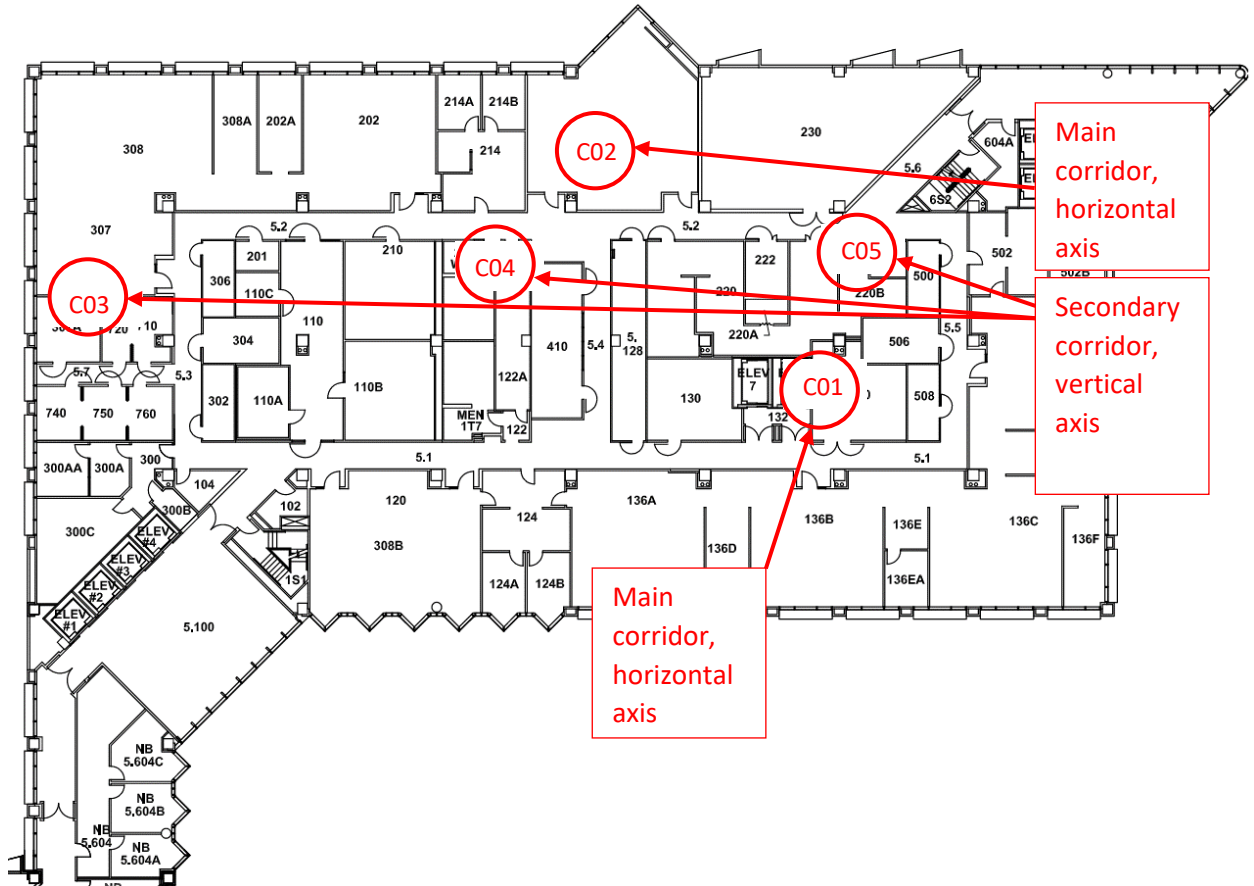 214A
214B
308A
202A
202
308
214
C02
230
604A
Main
corridor,
horizontal
axis
5.6
6S2
307
5.2
5.2
502
201
210
222
C05
306
C04
500
502B
Secondary
corridor,
vertical
axis
C03
110C
220B
110
304
410
5.4
128
220A
5.5
506
5.7
5.3
122A
ELEV
7
C01
302
110A
110B
130
508
740
750
760
MEN
1T7
122
132
300AA
300A
300
5.1
5.1
104
300B
102
120
136A
136B
136C
300C
ELEV
#4
124
136E
136F
ELEV
#3
308B
136D
1S1
ELEV
#2
124A
124B
136EA
ELEV
#1
5.100
Main
corridor,
horizontal
axis
NB
5.604C
NB
5.604B
NB
5.604
NB
5.604A